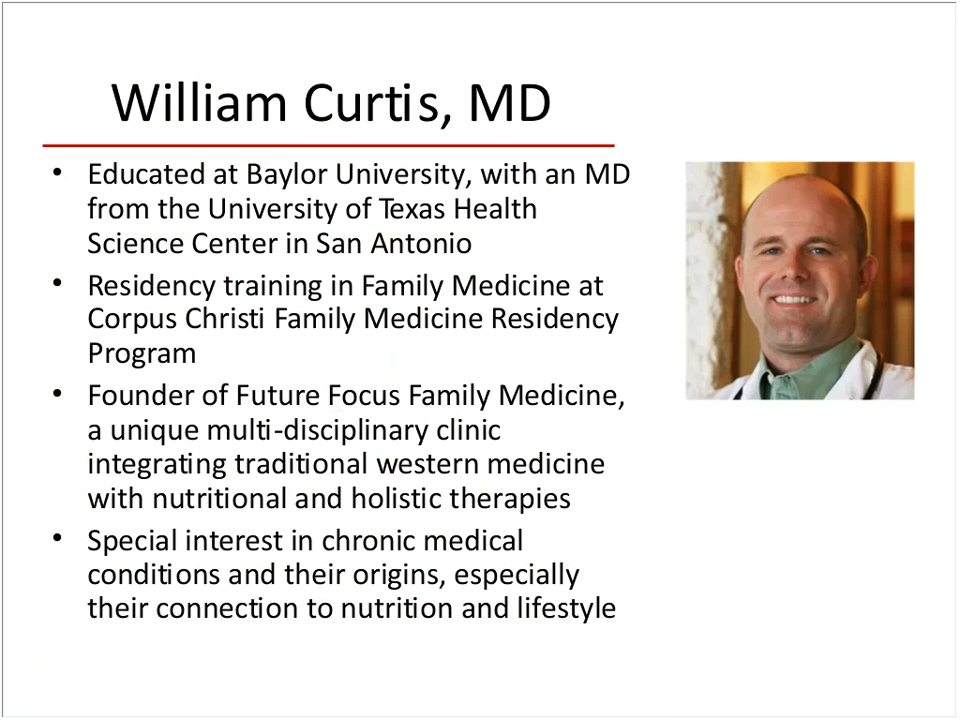 William Curtis, MD
• Educated at Baylor University, with an MD
from the University of Texas Health
Science Center in San Antonio
• Residency training in Family Medicine at
Corpus Christi Family Medicine Residency
Program
• Founder of Future Focus Family Medicine,
a unique multi-disciplinary clinic
integrating traditional western medicine
with nutritional and holistic therapies
• Special interest in chronic medical
conditions and their origins, especially
their connection to nutrition and lifestyle